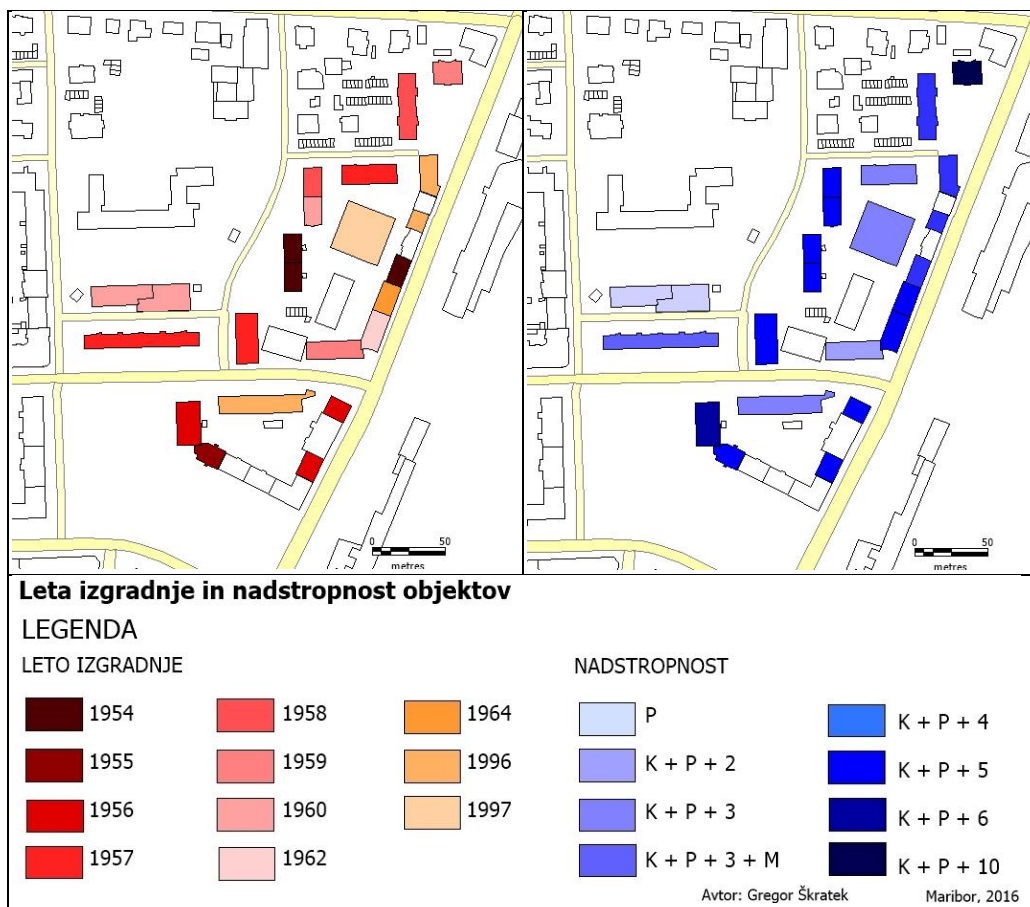 0 50
metres
0 50
metres
Leta izgradnje in nadstropnost objektov
LEGENDA
LETO IZGRADNJE
1954
1955
1956
1957
1958
1959
1960
1962
1964
1996
1997
NADSTROPNOST
P
K + P + 2
K + P + 3
K + P + 3 + M
K + P + 4
K + P + 5
K + P + 6
K + P + 10
Avtor: Gregor Škratek Maribor, 2016